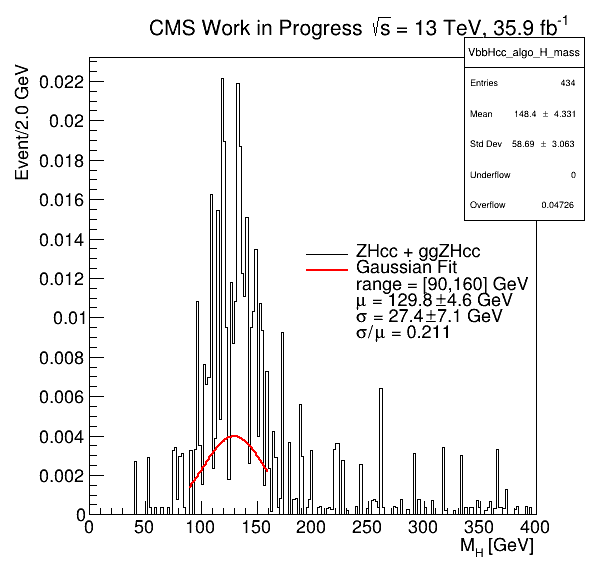 CMS Work in Progress √s = 13 TeV, 35.9 fb⁻¹
VbbHcc_algo_H_mass
Entries 434
Mean 148.4 ± 4.331
Std Dev 58.69 ± 3.063
Underflow 0
Overflow 0.04726
Event/2.0 GeV
0.022
0.02
0.018
0.016
0.014
0.012
0.01
0.008
0.006
0.004
0.002
0
ZHcc + ggZHcc
Gaussian Fit
range = [90,160] GeV
μ = 129.8±4.6 GeV
σ = 27.4±7.1 GeV
σ/μ = 0.211
0 50 100 150 200 250 300 350 400
M_H [GeV]